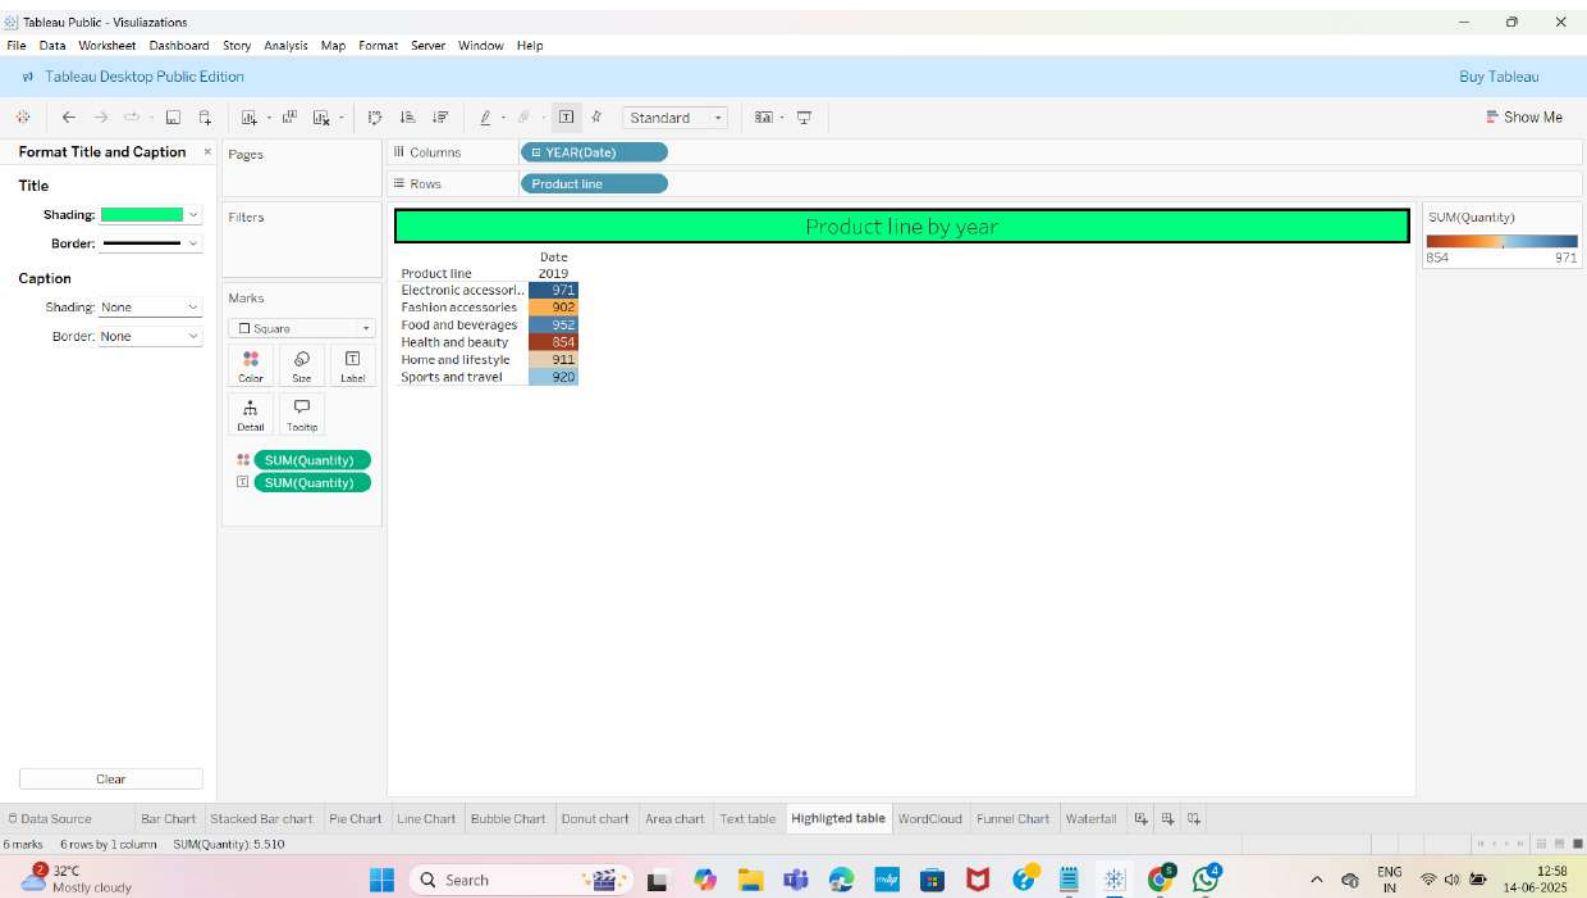 Tableau Public - Visuliazations
File Data Worksheet Dashboard Story Analysis Map Format Server Window Help
Tableau Desktop Public Edition
Buy Tableau
Standard
Show Me
Format Title and Caption
Title
Shading:
Border:
Caption
Shading: None
Border: None
Clear
Pages
Filters
Marks
Square
Color Size Label
Detail Tooltip
SUM(Quantity)
SUM(Quantity)
Columns YEAR(Date)
Rows Product line
Product line by year
Date
Product line 2019
Electronic accessori.. 971
Fashion accessories 902
Food and beverages 952
Health and beauty 854
Home and lifestyle 911
Sports and travel 920
SUM(Quantity)
854 971
Data Source Bar Chart Stacked Bar chart Pie Chart Line Chart Bubble Chart Donut chart Area chart Text table Highligted table WordCloud Funnel Chart Waterfall
6 marks 6 rows by 1 column SUM(Quantity): 5.510
2
32°C
Mostly cloudy
Search
ENG
IN
12:58
14-06-2025